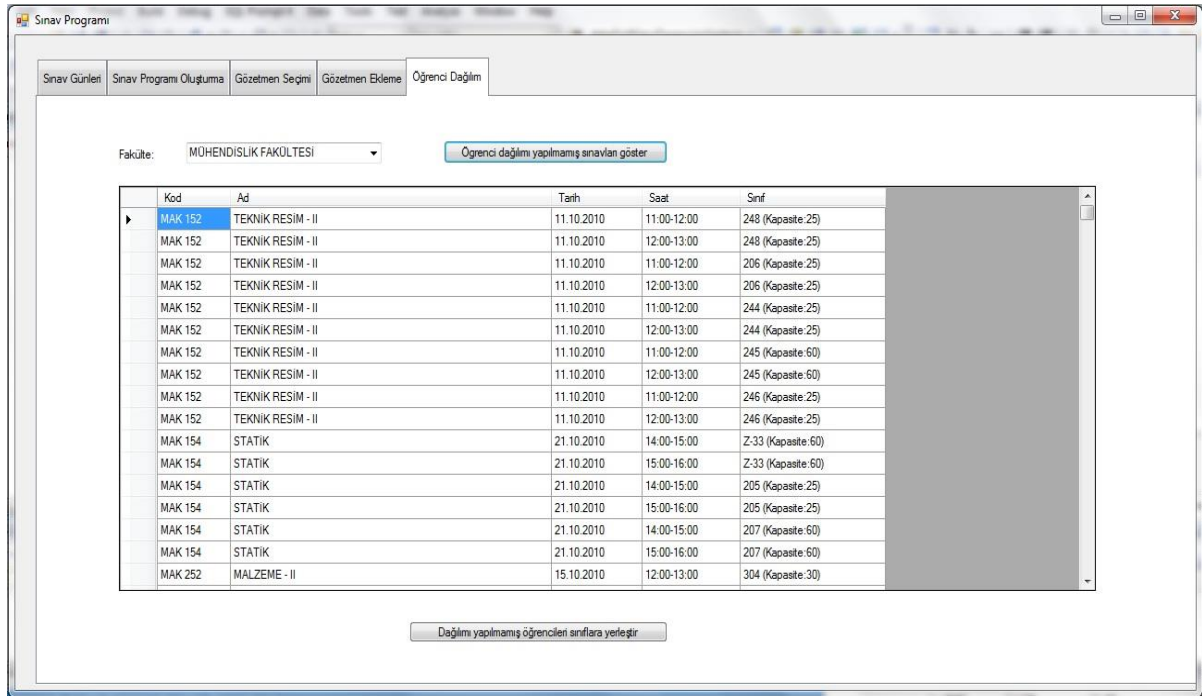 Sınav Programı
Sınav Günleri Sınav Programı Oluşturma Gözetmen Seçimi Gözetmen Ekleme Öğrenci Dağılım
Fakülte: MÜHENDİSLİK FAKÜLTESİ Ögrenci dağılımı yapılmamış sınavları göster
Kod Ad Tarih Saat Sınıf
MAK 152 TEKNİK RESİM - II 11.10.2010 11:00-12:00 248 (Kapasite:25)
MAK 152 TEKNİK RESİM - II 11.10.2010 12:00-13:00 248 (Kapasite:25)
MAK 152 TEKNİK RESİM - II 11.10.2010 11:00-12:00 206 (Kapasite:25)
MAK 152 TEKNİK RESİM - II 11.10.2010 12:00-13:00 206 (Kapasite:25)
MAK 152 TEKNİK RESİM - II 11.10.2010 11:00-12:00 244 (Kapasite:25)
MAK 152 TEKNİK RESİM - II 11.10.2010 12:00-13:00 244 (Kapasite:25)
MAK 152 TEKNİK RESİM - II 11.10.2010 11:00-12:00 245 (Kapasite:60)
MAK 152 TEKNİK RESİM - II 11.10.2010 12:00-13:00 245 (Kapasite:60)
MAK 152 TEKNİK RESİM - II 11.10.2010 11:00-12:00 246 (Kapasite:25)
MAK 152 TEKNİK RESİM - II 11.10.2010 12:00-13:00 246 (Kapasite:25)
MAK 154 STATİK 21.10.2010 14:00-15:00 Z-33 (Kapasite:60)
MAK 154 STATİK 21.10.2010 15:00-16:00 Z-33 (Kapasite:60)
MAK 154 STATİK 21.10.2010 14:00-15:00 205 (Kapasite:25)
MAK 154 STATİK 21.10.2010 15:00-16:00 205 (Kapasite:25)
MAK 154 STATİK 21.10.2010 14:00-15:00 207 (Kapasite:60)
MAK 154 STATİK 21.10.2010 15:00-16:00 207 (Kapasite:60)
MAK 252 MALZEME - II 15.10.2010 12:00-13:00 304 (Kapasite:30)
Dağılımı yapılmamış öğrencileri sınıflara yerleştir